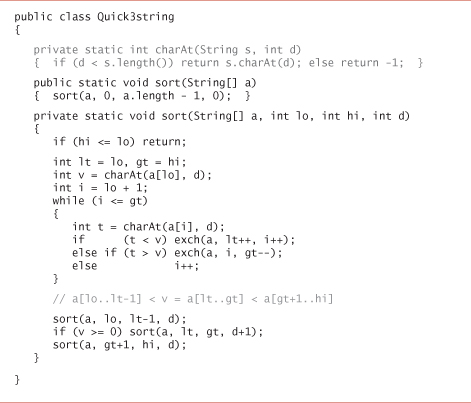 public class Quick3string
{
   private static int charAt(String s, int d)
   {  if (d < s.length()) return s.charAt(d); else return -1;  }
   public static void sort(String[] a)
   {  sort(a, 0, a.length - 1, 0);  }
   private static void sort(String[] a, int lo, int hi, int d)
   {
      if (hi <= lo) return;
      int lt = lo, gt = hi;
      int v = charAt(a[lo], d);
      int i = lo + 1;
      while (i <= gt)
      {
         int t = charAt(a[i], d);
         if      (t < v) exch(a, lt++, i++);
         else if (t > v) exch(a, i, gt--);
         else            i++;
      }
      // a[lo..lt-1] < v = a[lt..gt] < a[gt+1..hi]
      sort(a, lo, lt-1, d);
      if (v >= 0) sort(a, lt, gt, d+1);
      sort(a, gt+1, hi, d);
   }
}